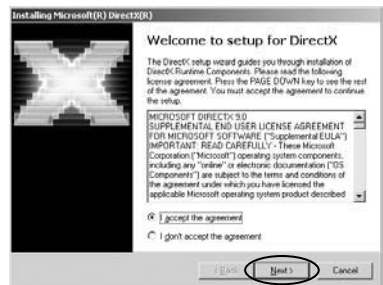 Installing Microsoft(R) DirectX(R)
Welcome to setup for DirectX
The DirectX setup wizard guides you through installation of
DirectX Runtime Components. Please read the following
license agreement. Press the PAGE DOWN key to see the rest
of the agreement. You must accept the agreement to continue
the setup.
MICROSOFT DIRECTX 9.0
SUPPLEMENTAL END USER LICENSE AGREEMENT
FOR MICROSOFT SOFTWARE ("Supplemental EULA")
IMPORTANT: READ CAREFULLY - These Microsoft
Corporation ("Microsoft") operating system components,
including any "online" or electronic documentation ("OS
Components") are subject to the terms and conditions of
the agreement under which you have licensed the
applicable Microsoft operating system product described
I accept the agreement
I don't accept the agreement
< Back Next > Cancel